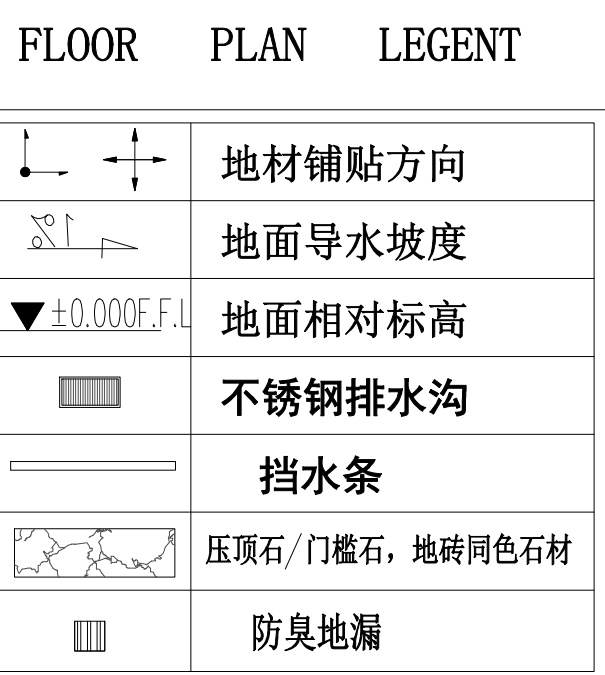 FLOOR PLAN LEGENT
地材铺贴方向
1%
地面导水坡度
±0.000F.F.L
地面相对标高
不锈钢排水沟
挡水条
压顶石/门槛石，地砖同色石材
防臭地漏